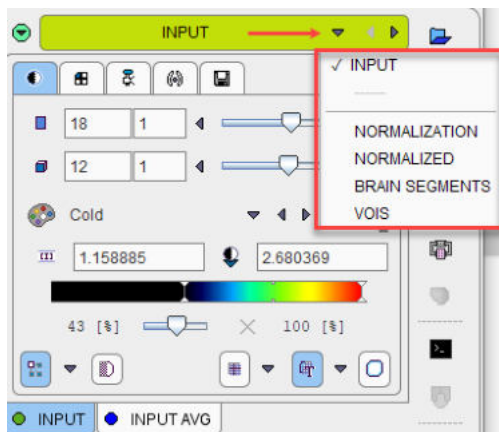 INPUT
✓ INPUT
NORMALIZATION
NORMALIZED
BRAIN SEGMENTS
VOIS
18 1
12 1
Cold
1.158885 2.680369
43 [%] 100 [%]
INPUT INPUT AVG